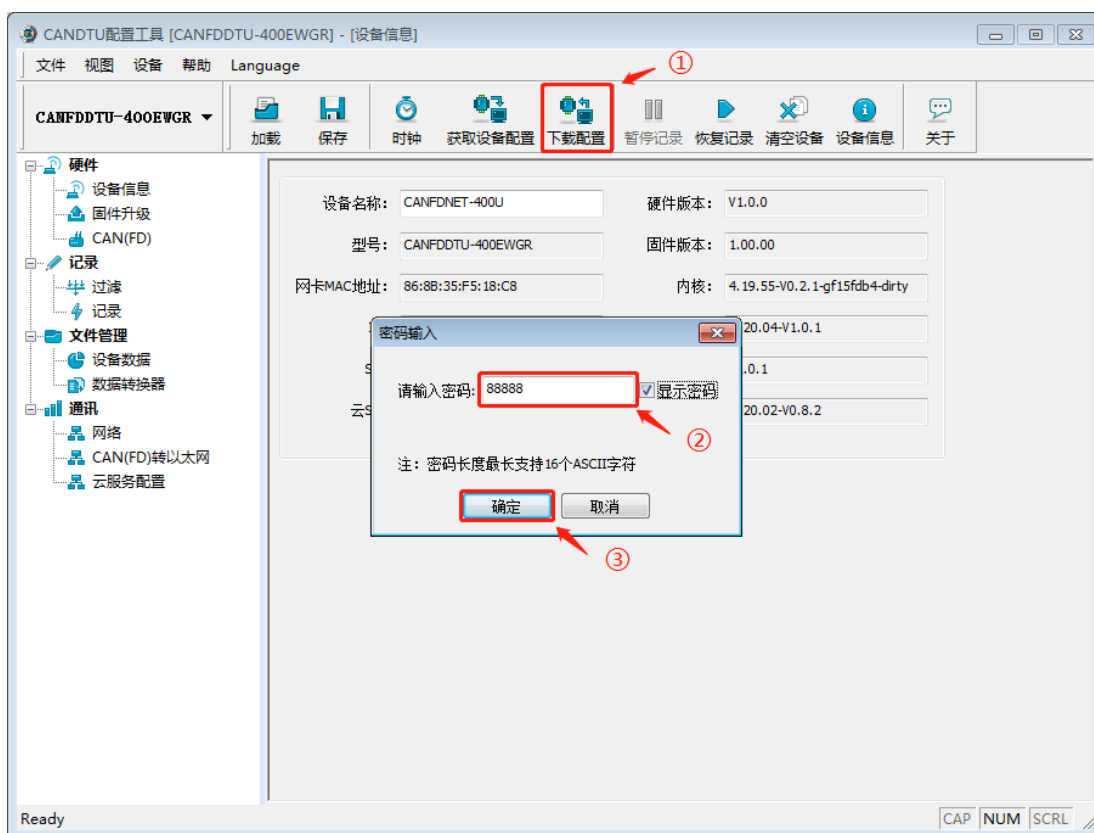 CANDTU配置工具 [CANFDDTU-400EWGR] - [设备信息]
文件 视图 设备 帮助 Language
①
CANFDDTU-400EWGR
加载 保存 时钟 获取设备配置 下载配置 暂停记录 恢复记录 清空设备 设备信息 关于
硬件
设备信息
固件升级
CAN(FD)
记录
过滤
记录
文件管理
设备数据
数据转换器
通讯
网络
CAN(FD)转以太网
云服务配置
设备名称: CANFDNET-400U 硬件版本: V1.0.0
型号: CANFDDTU-400EWGR 固件版本: 1.00.00
网卡MAC地址: 86:8B:35:F5:18:C8 内核: 4.19.55-V0.2.1-gf15fdb4-dirty
20.04-V1.0.1
S .0.1
云S 20.02-V0.8.2
密码输入
请输入密码: 88888 显示密码
②
注：密码长度最长支持16个ASCII字符
确定 取消
③
Ready CAP NUM SCRL